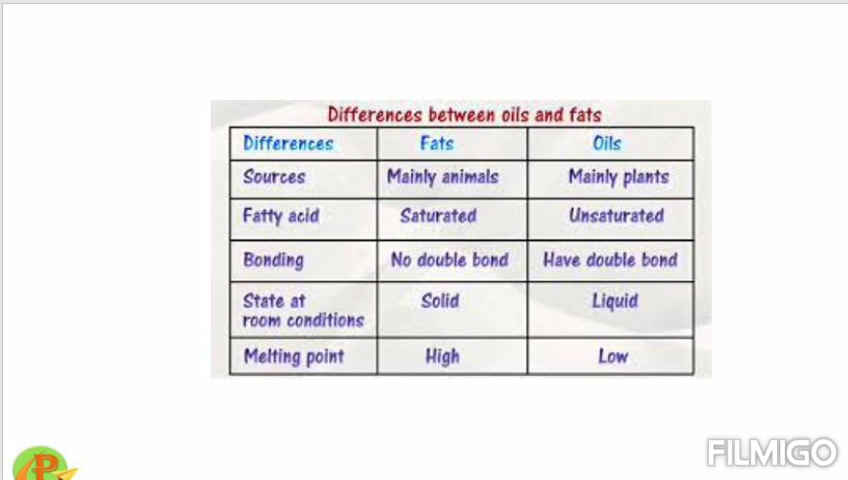 Differences between oils and fats
Differences Fats Oils
Sources Mainly animals Mainly plants
Fatty acid Saturated Unsaturated
Bonding No double bond Have double bond
State at
room conditions Solid Liquid
Melting point High Low
P
FILMIGO